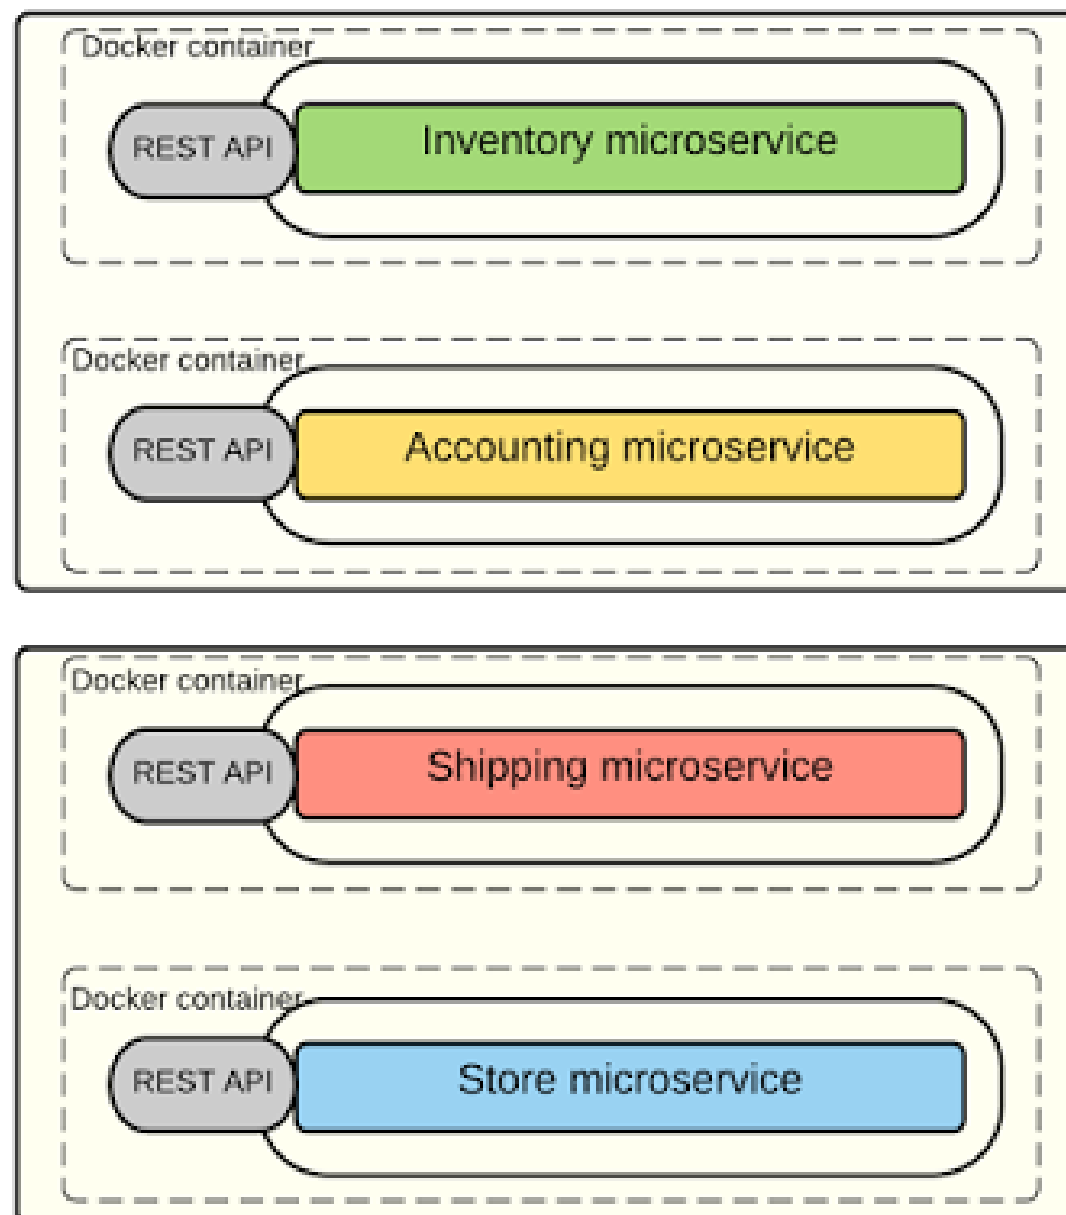 Docker container
REST API
Inventory microservice
Docker container
REST API
Accounting microservice
Docker container
REST API
Shipping microservice
Docker container
REST API
Store microservice